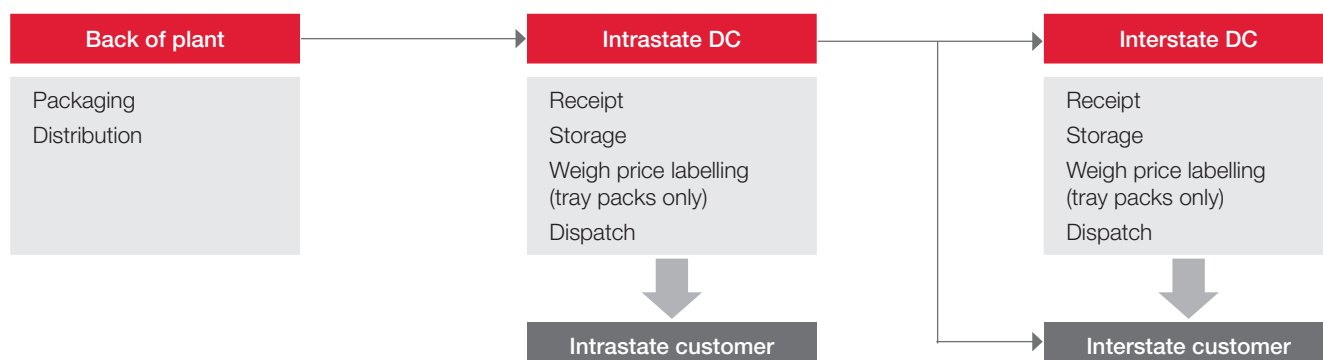 Back of plant
Packaging
Distribution
Intrastate DC
Receipt
Storage
Weigh price labelling
(tray packs only)
Dispatch
Intrastate customer
Interstate DC
Receipt
Storage
Weigh price labelling
(tray packs only)
Dispatch
Interstate customer